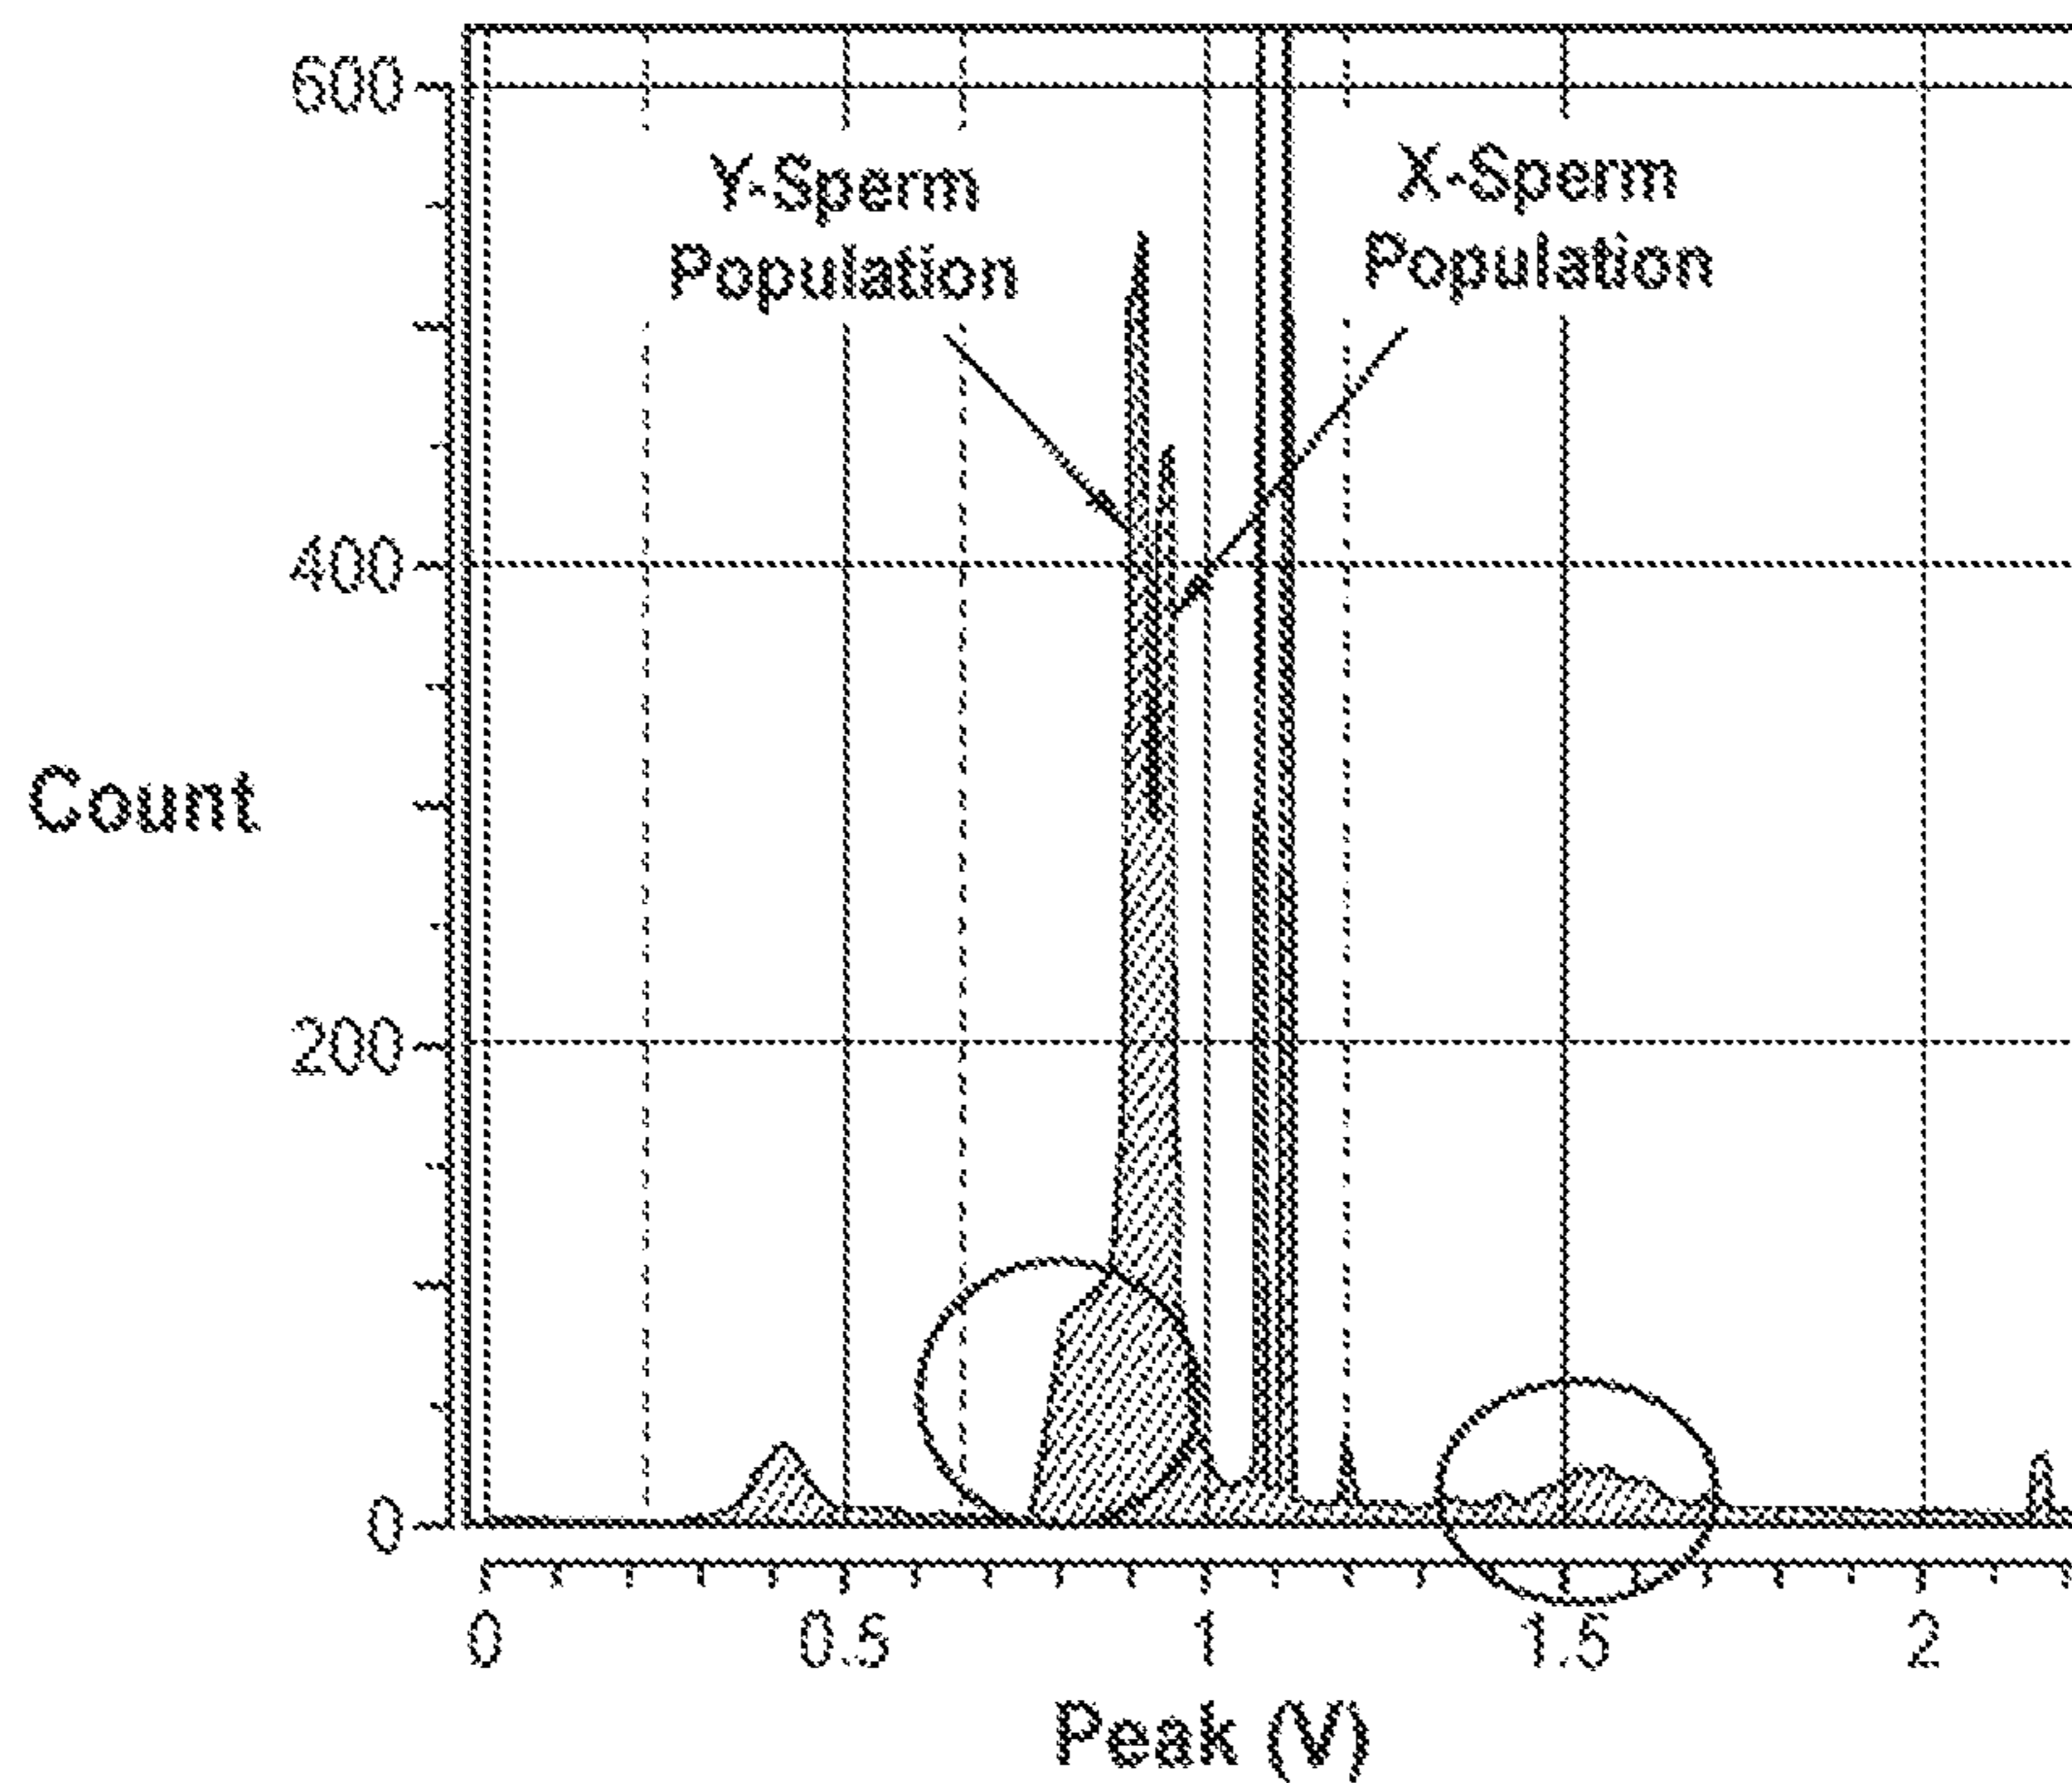 600
Y-Sperm
Population
X-Sperm
Population
400
Count
200
0
0
0.5
1
1.5
2
Peak (V)